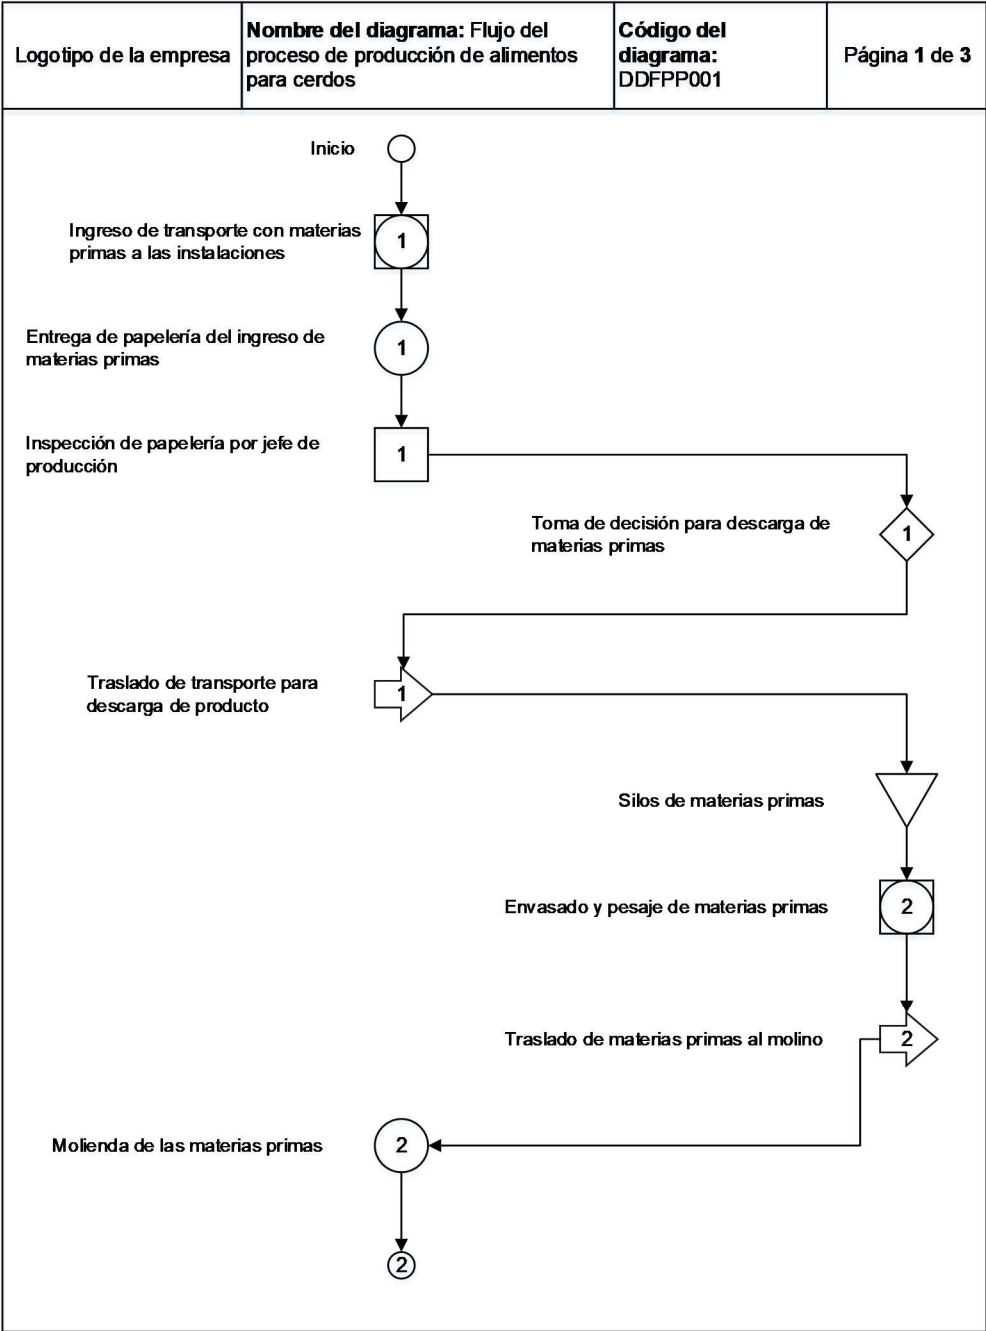 Logotipo de la empresa
Nombre del diagrama: Flujo del
proceso de producción de alimentos
para cerdos
Código del
diagrama:
DDFPP001
Página 1 de 3
Inicio
Ingreso de transporte con materias
primas a las instalaciones
1
Entrega de papelería del ingreso de
materias primas
1
Inspección de papelería por jefe de
producción
1
Toma de decisión para descarga de
materias primas
1
Traslado de transporte para
descarga de producto
1
Silos de materias primas
Envasado y pesaje de materias primas
2
Traslado de materias primas al molino
2
Molienda de las materias primas
2
2